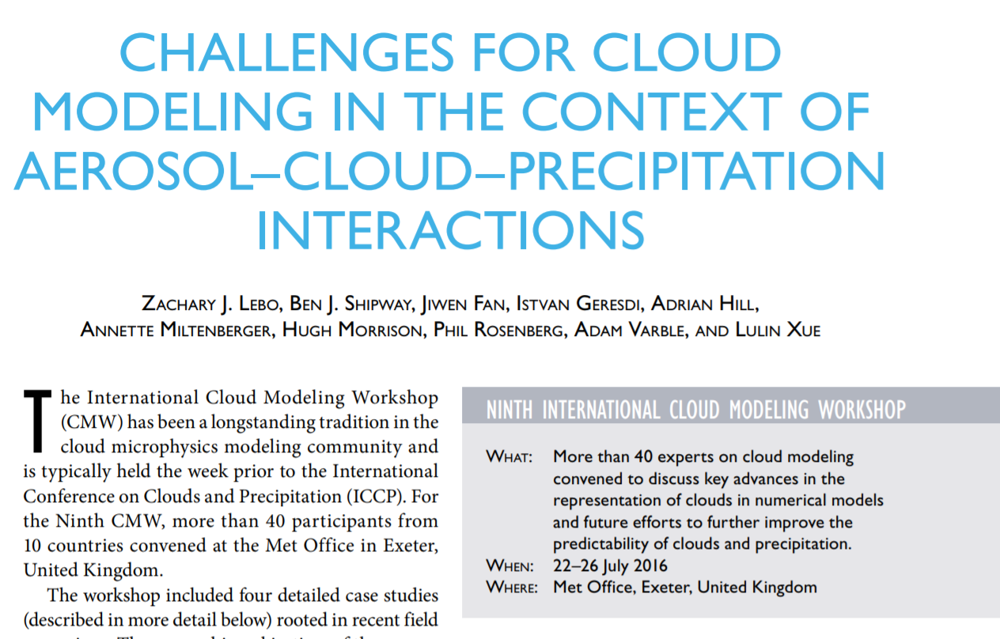 CHALLENGES FOR CLOUD
MODELING IN THE CONTEXT OF
AEROSOL–CLOUD–PRECIPITATION
INTERACTIONS
Zachary J. Lebo, Ben J. Shipway, Jiwen Fan, Istvan Geresdi, Adrian Hill,
Annette Miltenberger, Hugh Morrison, Phil Rosenberg, Adam Varble, and Lulin Xue
The International Cloud Modeling Workshop
(CMW) has been a longstanding tradition in the
cloud microphysics modeling community and
is typically held the week prior to the International
Conference on Clouds and Precipitation (ICCP). For
the Ninth CMW, more than 40 participants from
10 countries convened at the Met Office in Exeter,
United Kingdom.
The workshop included four detailed case studies
(described in more detail below) rooted in recent field
NINTH INTERNATIONAL CLOUD MODELING WORKSHOP
What: More than 40 experts on cloud modeling
convened to discuss key advances in the
representation of clouds in numerical models
and future efforts to further improve the
predictability of clouds and precipitation.
When: 22–26 July 2016
Where: Met Office, Exeter, United Kingdom